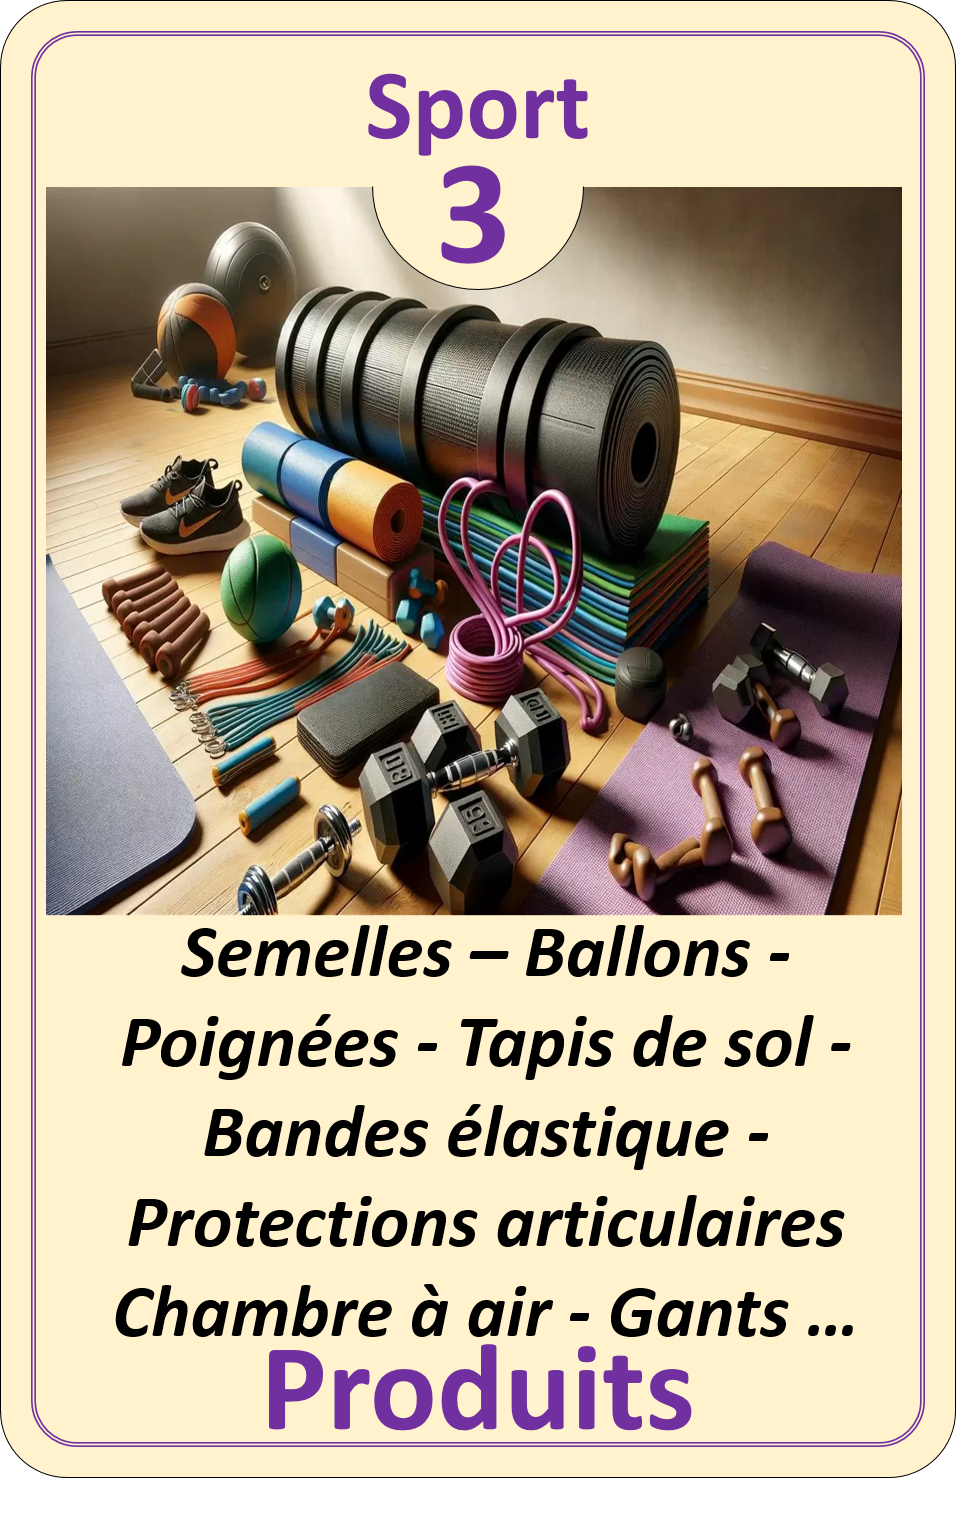 Sport
3
Semelles – Ballons -
Poignées - Tapis de sol -
Bandes élastique -
Protections articulaires
Chambre à air - Gants ...
Produits